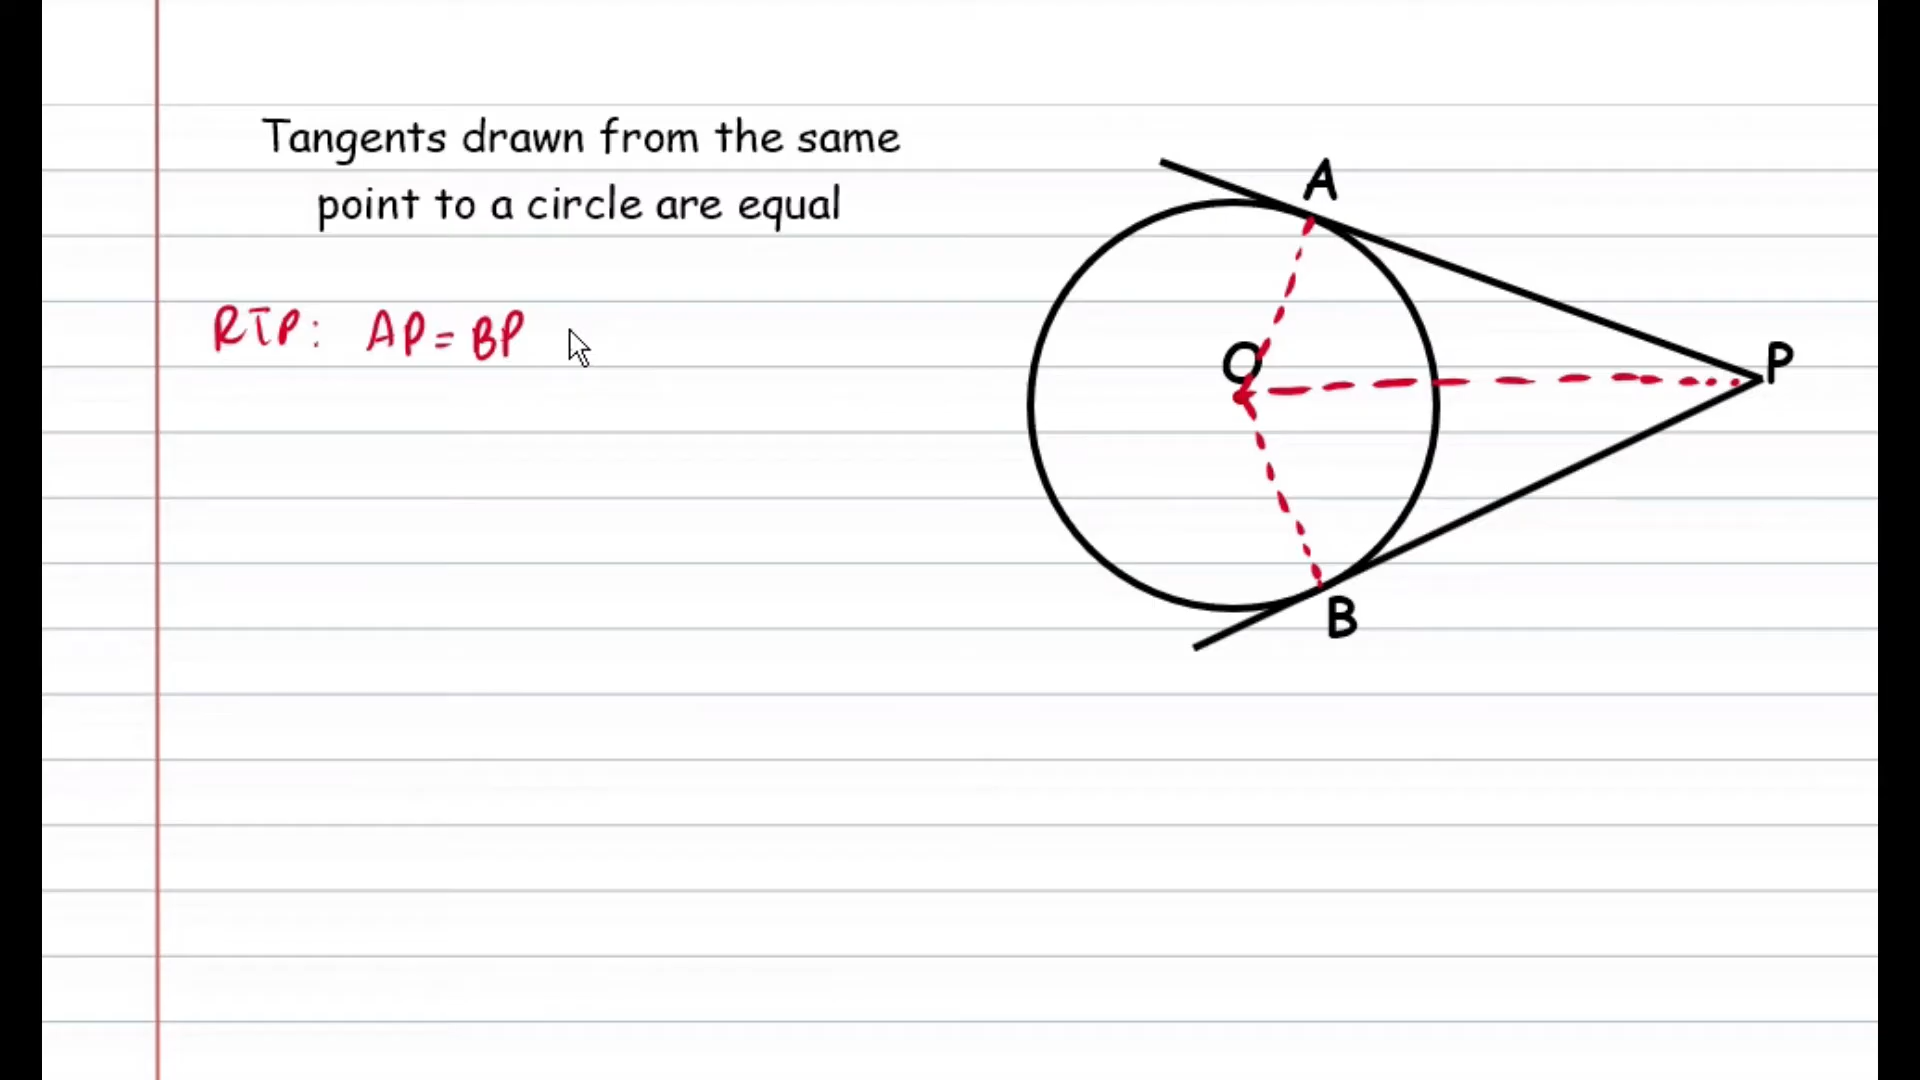 Tangents drawn from the same
point to a circle are equal
RTP: AP = BP
A
O
P
B